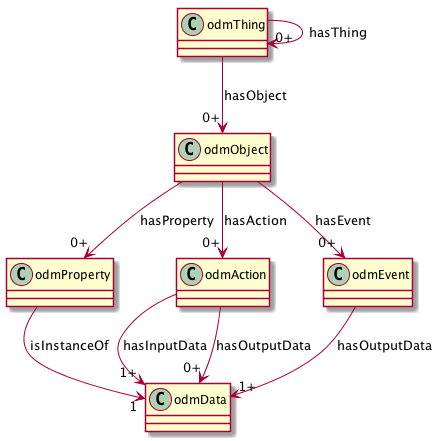 C odmThing
0+
hasThing
hasObject
0+
C odmObject
hasProperty
hasAction
hasEvent
0+
0+
0+
C odmProperty
C odmAction
C odmEvent
isInstanceOf
hasInputData
hasOutputData
hasOutputData
1+
0+
1+
1
C odmData